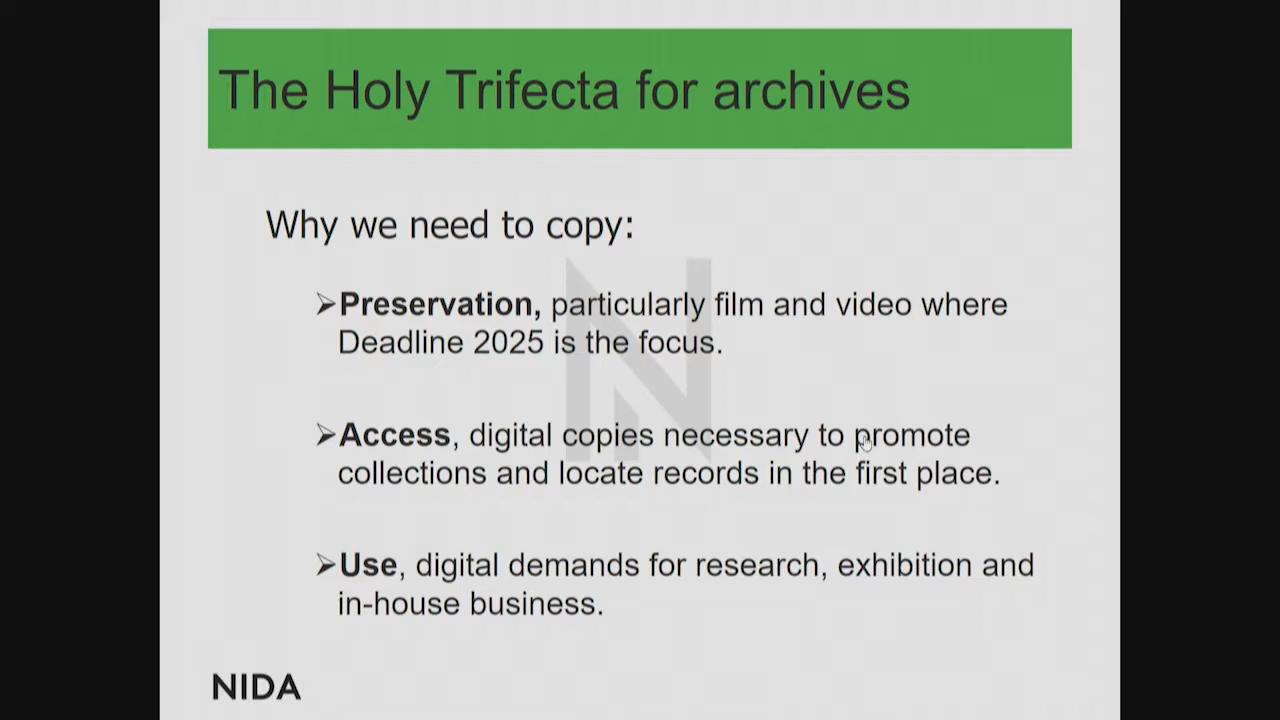 The Holy Trifecta for archives
Why we need to copy:
➢Preservation, particularly film and video where
Deadline 2025 is the focus.
➢Access, digital copies necessary to promote
collections and locate records in the first place.
➢Use, digital demands for research, exhibition and
in-house business.
NIDA